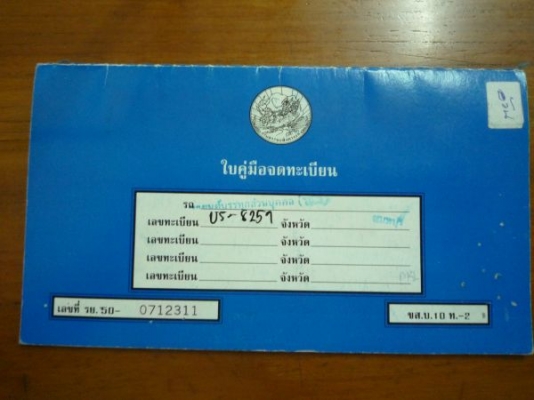 ใบคู่มือจดทะเบียน
รถ
เลขทะเบียน บร-8257 จังหวัด
เลขทะเบียน จังหวัด
เลขทะเบียน จังหวัด
เลขทะเบียน จังหวัด
เลขที่ รย.50- 0712311
ขส.บ.10 ท.-2